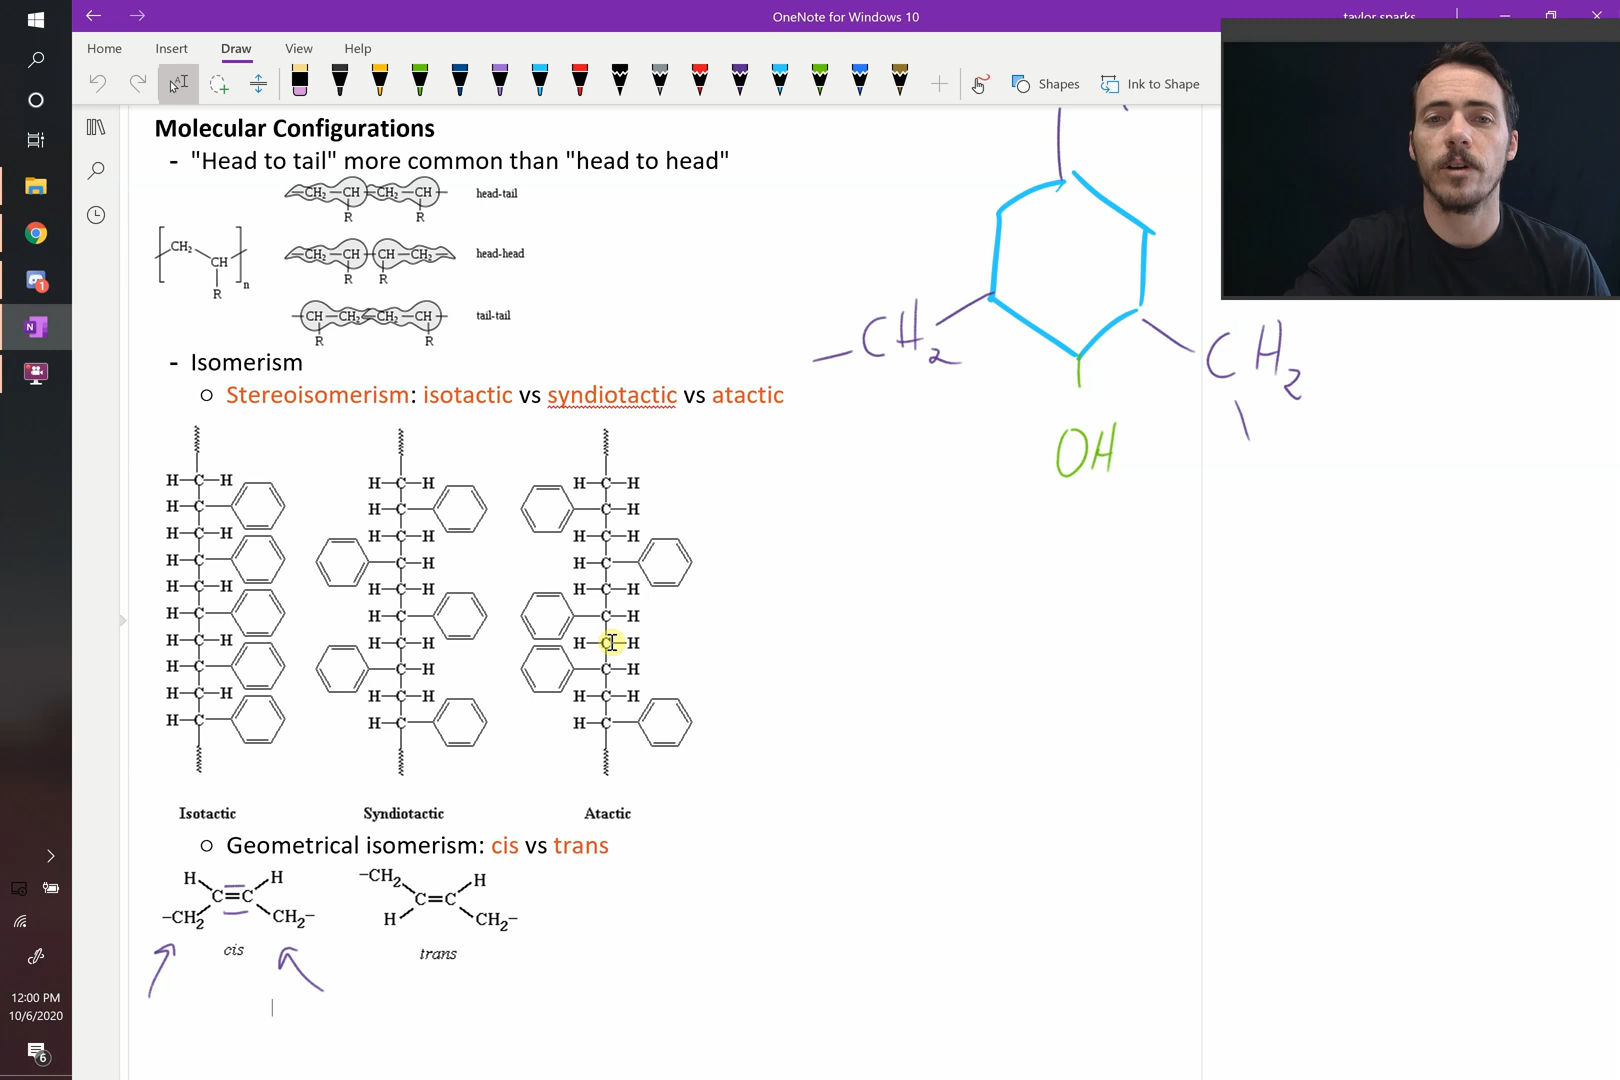 OneNote for Windows 10
taylor sparks
Home Insert Draw View Help
Shapes
Ink to Shape
Molecular Configurations
- "Head to tail" more common than "head to head"
CH2 CH CH2 CH head-tail
R R
CH2 CH CH CH2 head-head
R R
CH2
CH
R
n
CH CH2 CH2 CH tail-tail
R R
- Isomerism
Stereoisomerism: isotactic vs syndiotactic vs atactic
H-C-H
H-C
H-C-H
H-C
H-C-H
H-C
H-C-H
H-C
H-C-H
H-C
Isotactic
H-C-H
H-C
H-C-H
C-H
H-C-H
H-C
H-C-H
C-H
H-C-H
H-C
Syndiotactic
H-C-H
C-H
H-C-H
H-C
H-C-H
C-H
H-C-H
C-H
H-C-H
H-C
Atactic
Geometrical isomerism: cis vs trans
H H
C=C
-CH2 CH2-
cis
-CH2 H
C=C
H CH2-
trans
-CH2
CH2
OH
12:00 PM
10/6/2020
6
1